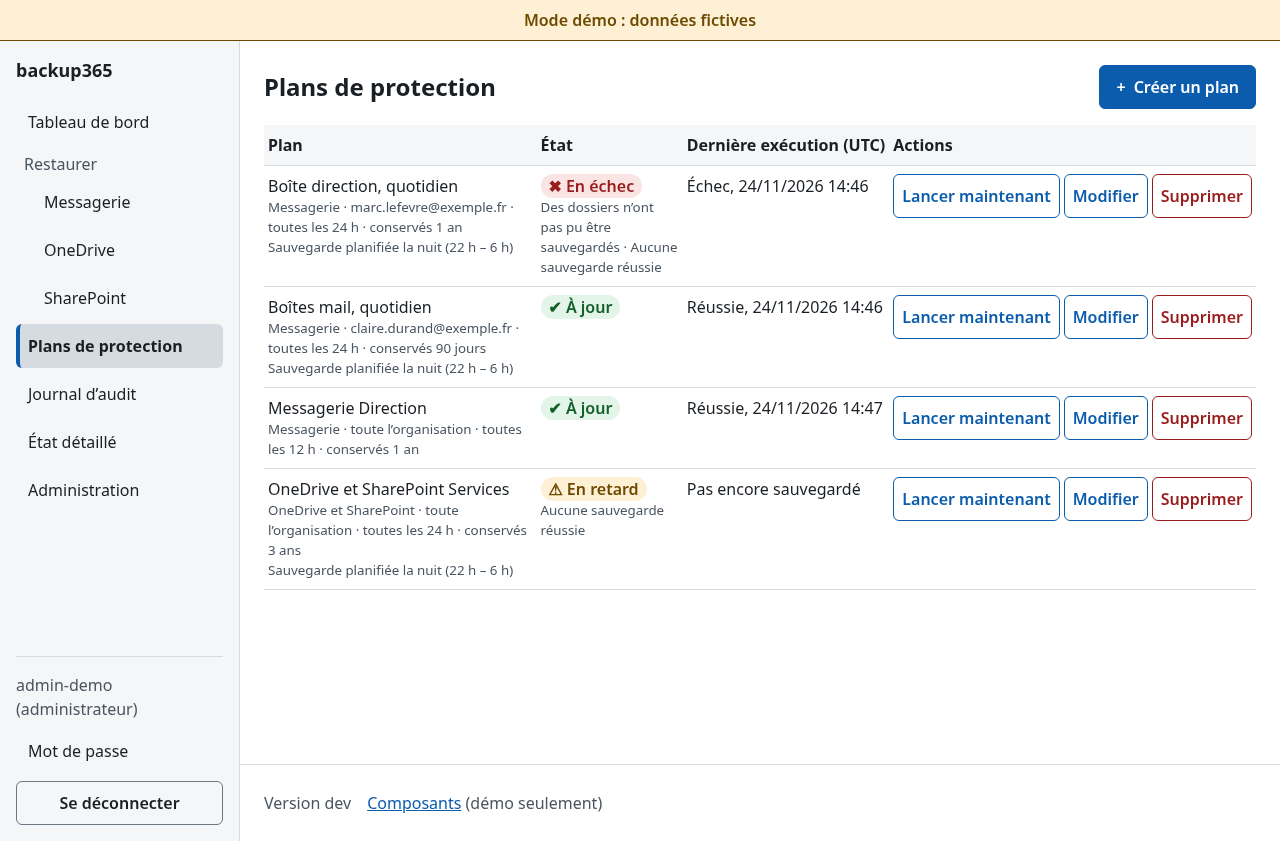 Mode démo : données fictives
backup365
Tableau de bord
Restaurer
Messagerie
OneDrive
SharePoint
Plans de protection
Journal d’audit
État détaillé
Administration
admin-demo
(administrateur)
Mot de passe
Se déconnecter
Plans de protection
+ Créer un plan
Plan État Dernière exécution (UTC) Actions
Boîte direction, quotidien
Messagerie · marc.lefevre@exemple.fr ·
toutes les 24 h · conservés 1 an
Sauvegarde planifiée la nuit (22 h – 6 h)
✖ En échec
Des dossiers n’ont
pas pu être
sauvegardés · Aucune
sauvegarde réussie
Échec, 24/11/2026 14:46
Lancer maintenant Modifier Supprimer
Boîtes mail, quotidien
Messagerie · claire.durand@exemple.fr ·
toutes les 24 h · conservés 90 jours
Sauvegarde planifiée la nuit (22 h – 6 h)
✔ À jour
Réussie, 24/11/2026 14:46
Lancer maintenant Modifier Supprimer
Messagerie Direction
Messagerie · toute l’organisation · toutes
les 12 h · conservés 1 an
✔ À jour
Réussie, 24/11/2026 14:47
Lancer maintenant Modifier Supprimer
OneDrive et SharePoint Services
OneDrive et SharePoint · toute
l’organisation · toutes les 24 h · conservés
3 ans
Sauvegarde planifiée la nuit (22 h – 6 h)
⚠ En retard
Aucune sauvegarde
réussie
Pas encore sauvegardé
Lancer maintenant Modifier Supprimer
Version dev Composants (démo seulement)